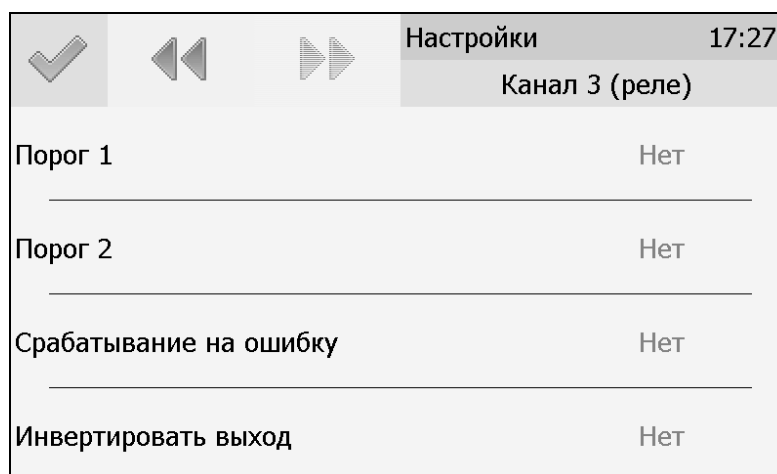 Настройки 17:27
Канал 3 (реле)
Порог 1 Нет
Порог 2 Нет
Срабатывание на ошибку Нет
Инвертировать выход Нет